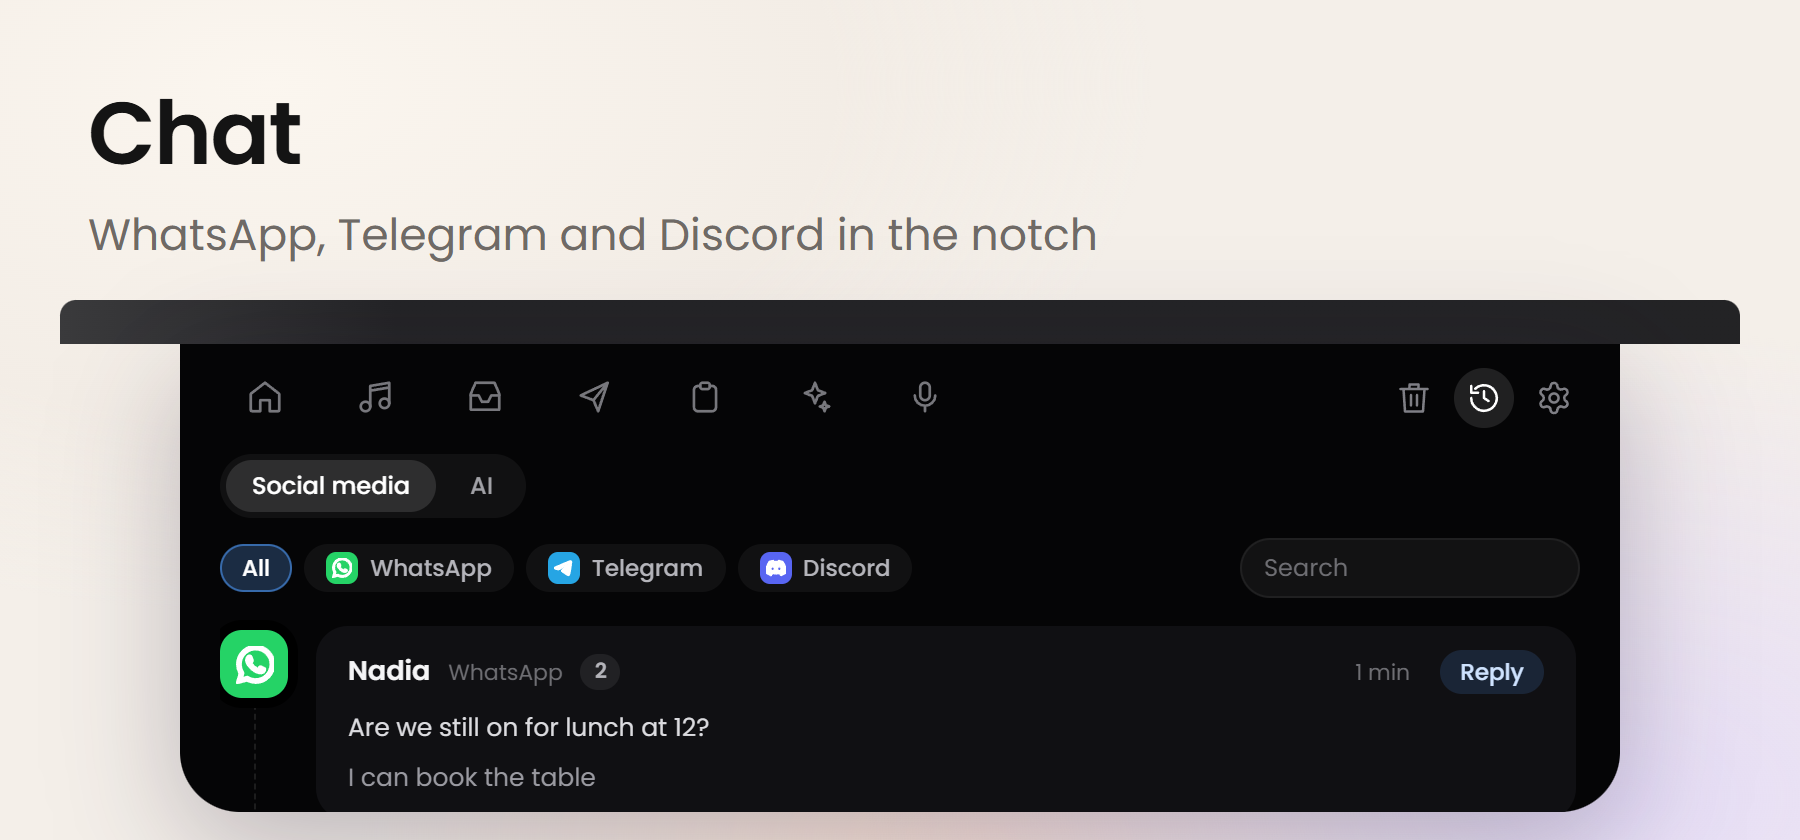 Chat
WhatsApp, Telegram and Discord in the notch
Social media AI
All WhatsApp Telegram Discord Search
Nadia WhatsApp 2 1 min Reply
Are we still on for lunch at 12?
I can book the table